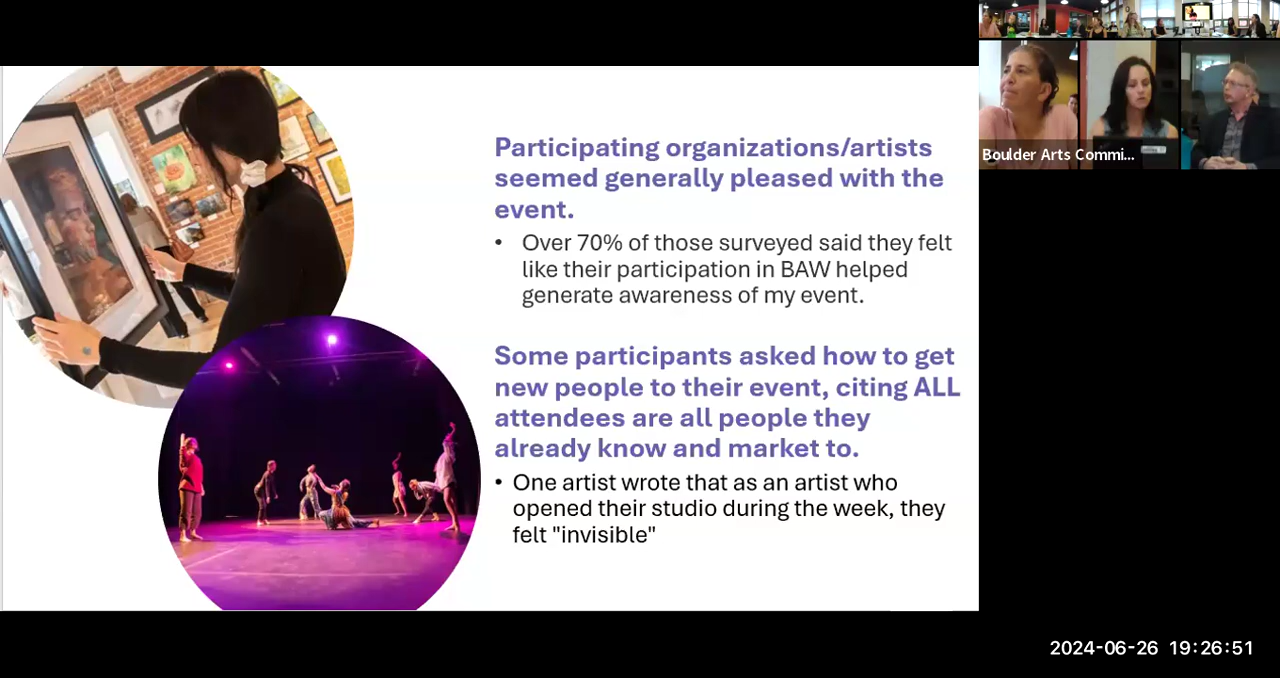 Participating organizations/artists
seemed generally pleased with the
event.
• Over 70% of those surveyed said they felt
like their participation in BAW helped
generate awareness of my event.
Some participants asked how to get
new people to their event, citing ALL
attendees are all people they
already know and market to.
• One artist wrote that as an artist who
opened their studio during the week, they
felt "invisible"
Boulder Arts Commi...
2024-06-26 19:26:51